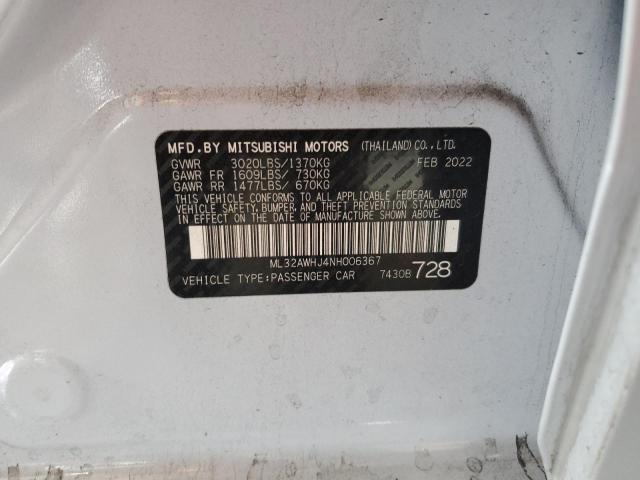 MFD.BY MITSUBISHI MOTORS (THAILAND) CO., LTD.
GVWR 3020LBS/1370KG FEB 2022
GAWR FR 1609LBS/ 730KG
GAWR RR 1477LBS/ 670KG
THIS VEHICLE CONFORMS TO ALL APPLICABLE FEDERAL MOTOR
VEHICLE SAFETY, BUMPER, AND THEFT PREVENTION STANDARDS
IN EFFECT ON THE DATE OF MANUFACTURE SHOWN ABOVE.
ML32AWHJ4NH006367
VEHICLE TYPE:PASSENGER CAR 7430B 728